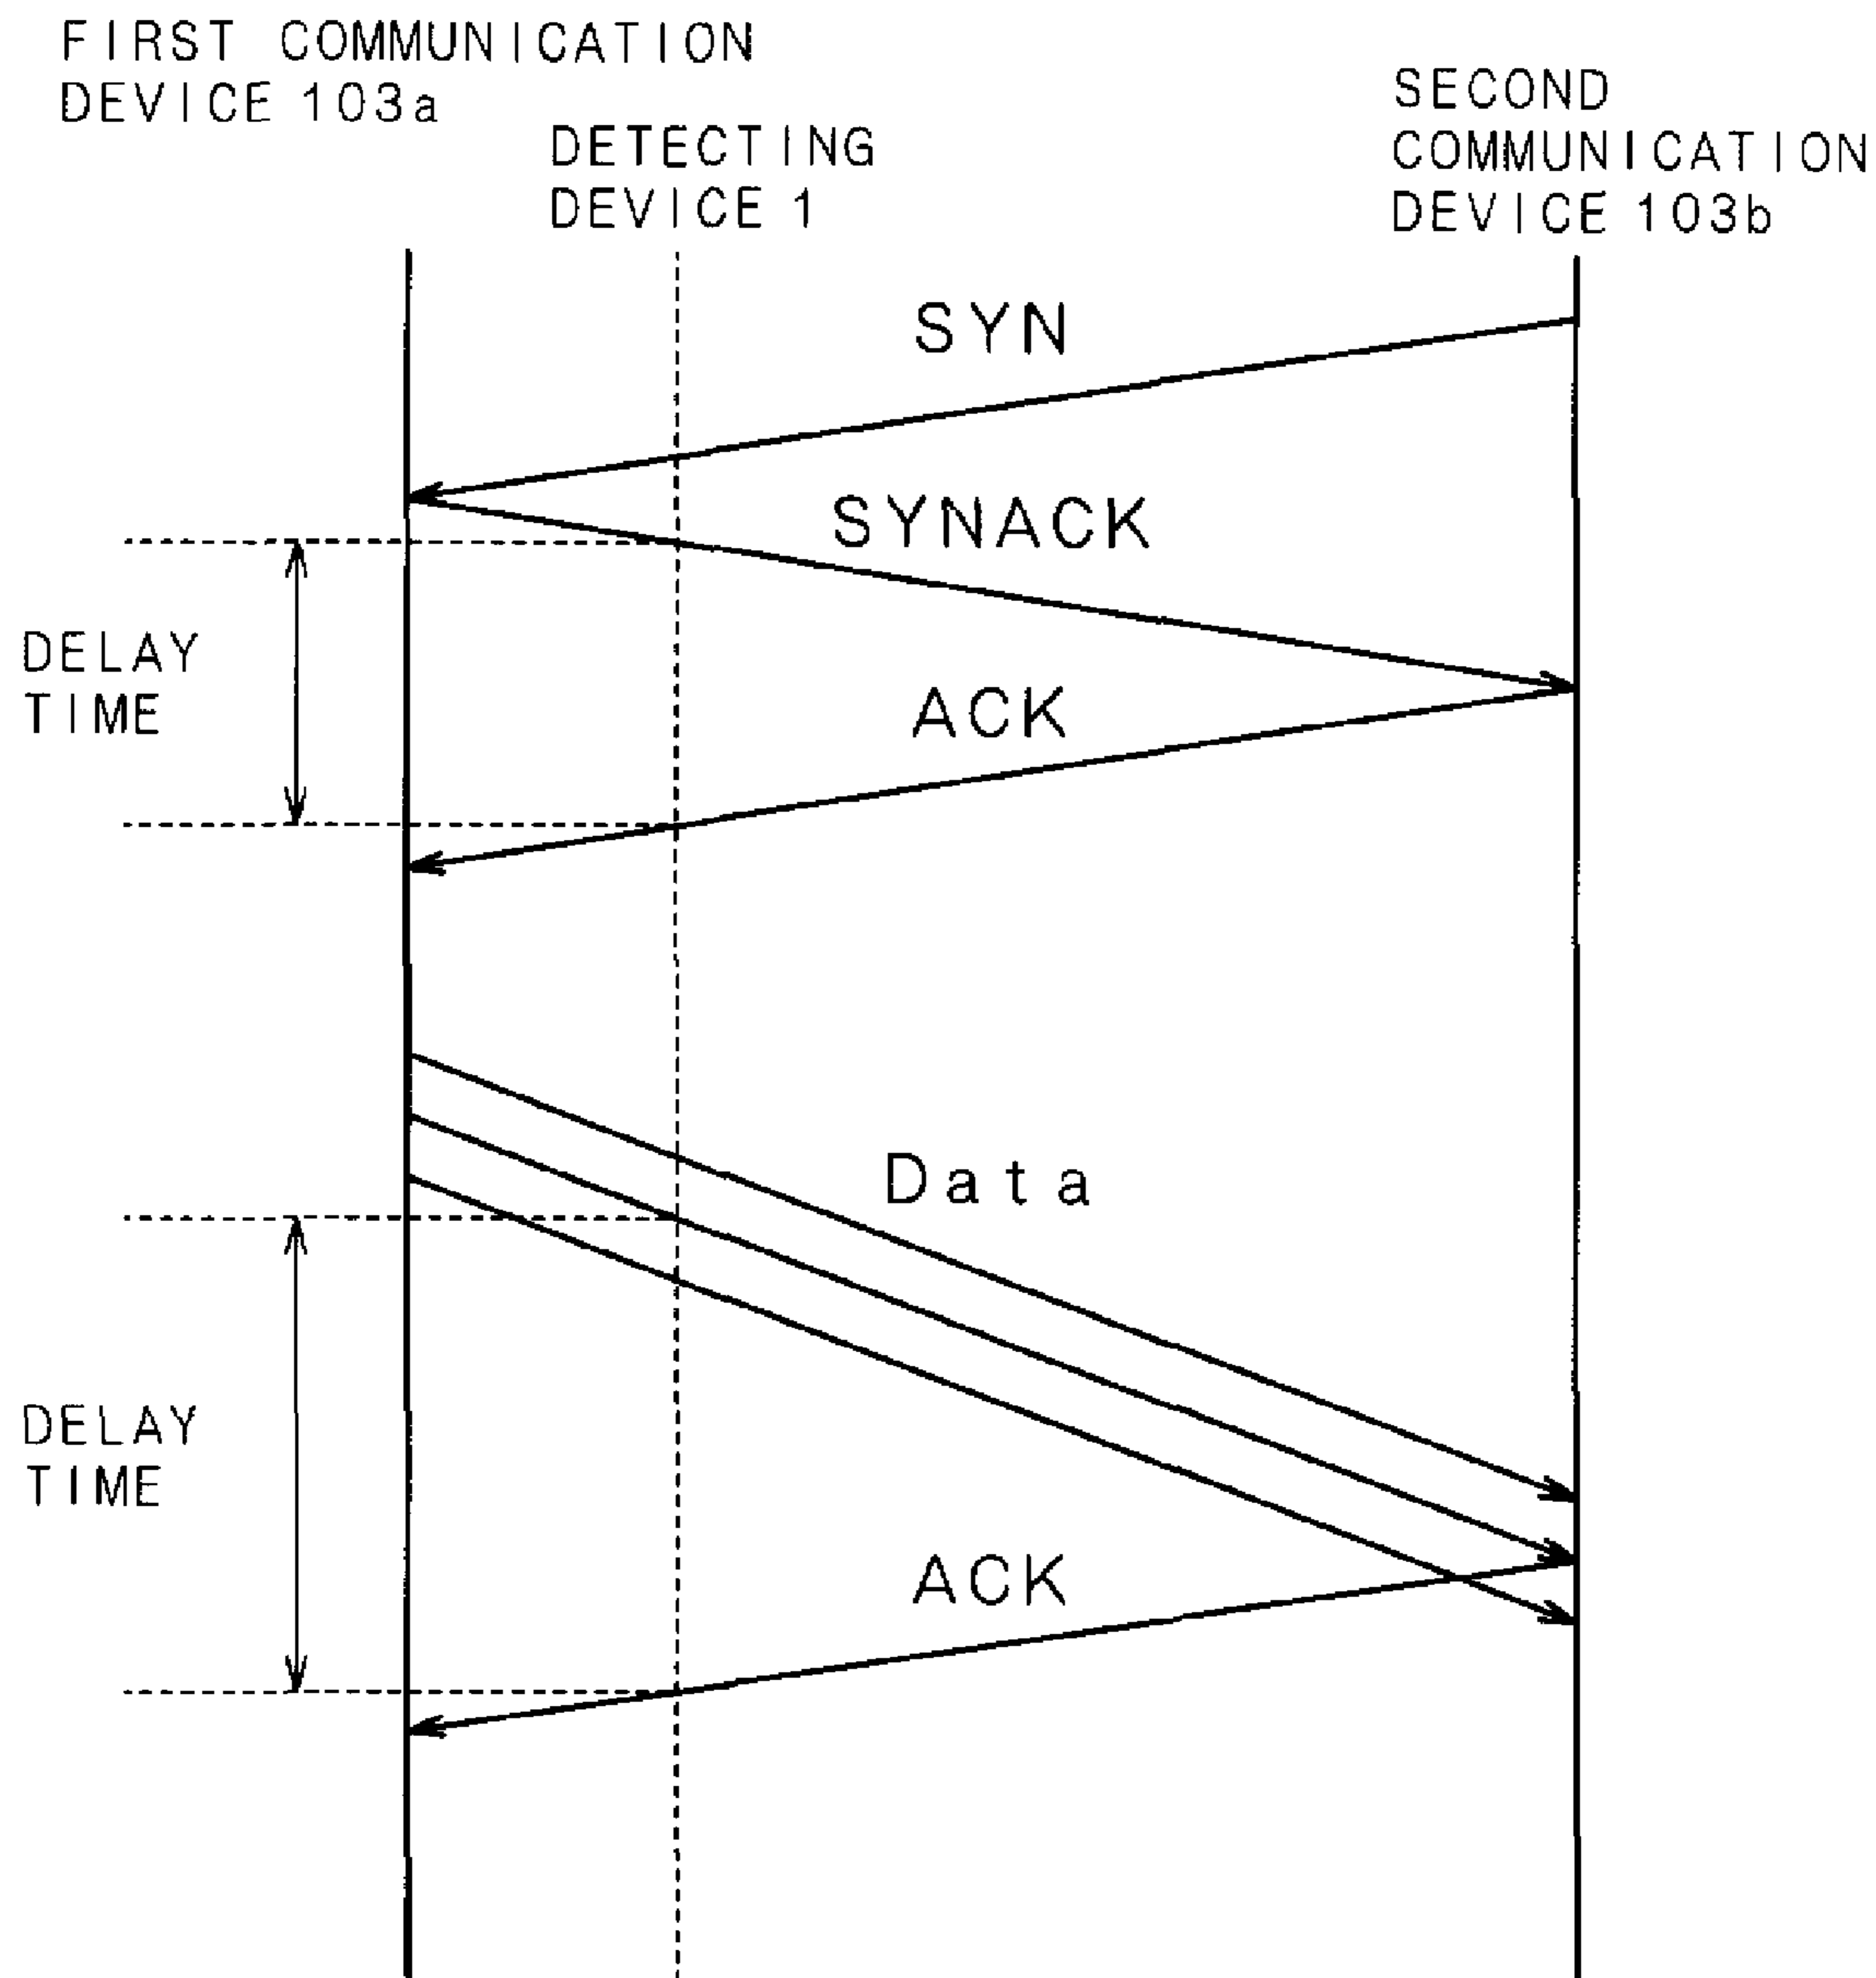 FIRST COMMUNICATION
DEVICE 103a
DETECTING
DEVICE 1
SECOND
COMMUNICATION
DEVICE 103b
SYN
SYNACK
DELAY
TIME
ACK
Data
DELAY
TIME
ACK